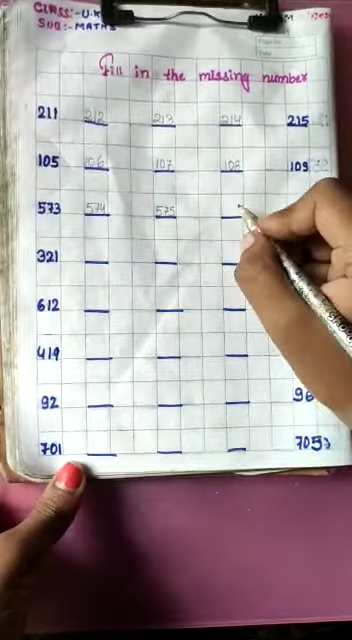 CLASS:- U.K
SUB:- MATHS
Fill in the missing number
211 212 213 214 215
105 106 107 108 109
573 574 575
321
612
419
92 96
701 705